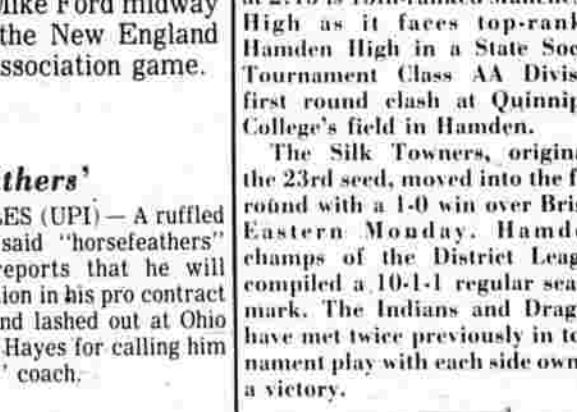 Mike Ford midway
the New England
ssociation game.
thers'
LES (UPI) — A ruffled
said "horsefeathers"
reports that he will
ion in his pro contract
nd lashed out at Ohio
Hayes for calling him
' coach.
High as it faces top-rank
Hamden High in a State Soc
Tournament Class AA Divis
first round clash at Quinnip
College's field in Hamden.
The Silk Towners, origina
the 23rd seed, moved into the f
round with a 1-0 win over Bris
Eastern Monday. Hamde
champs of the District Leag
compiled a 10-1-1 regular sea
mark. The Indians and Drag
have met twice previously in to
nament play with each side own
a victory.